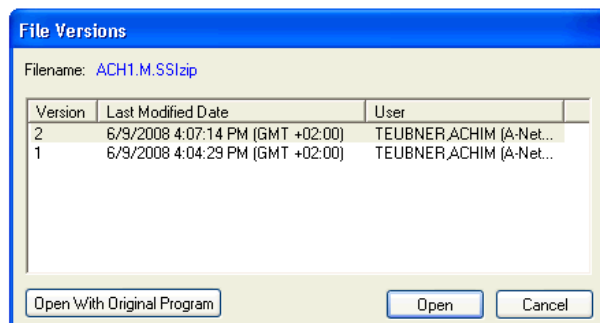 File Versions
Filename: ACH1.M.SSIzip
Version Last Modified Date User
2 6/9/2008 4:07:14 PM (GMT +02:00) TEUBNER,ACHIM (A-Net...
1 6/9/2008 4:04:29 PM (GMT +02:00) TEUBNER,ACHIM (A-Net...
Open With Original Program Open Cancel